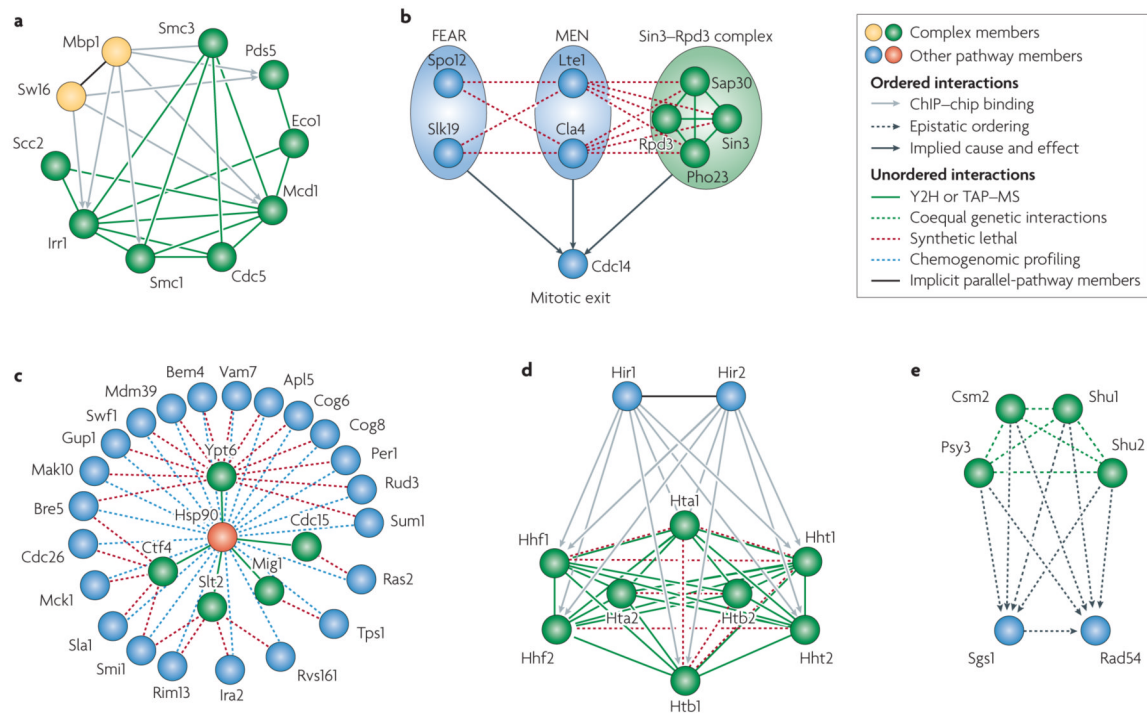 a
Smc3
Mbp1
Pds5
Sw16
Eco1
Scc2
Mcd1
Irr1
Cdc5
Smc1
b
FEAR
MEN
Sin3–Rpd3 complex
Spo12
Lte1
Sap30
Slk19
Cla4
Rpd3
Sin3
Pho23
Cdc14
Mitotic exit
Complex members
Other pathway members
Ordered interactions
ChIP–chip binding
Epistatic ordering
Implied cause and effect
Unordered interactions
Y2H or TAP–MS
Coequal genetic interactions
Synthetic lethal
Chemogenomic profiling
Implicit parallel-pathway members
c
Bem4
Vam7
Apl5
Mdm39
Cog6
Swf1
Cog8
Gup1
Ypt6
Per1
Mak10
Rud3
Bre5
Hsp90
Sum1
Cdc15
Cdc26
Ctf4
Mig1
Slt2
Ras2
Mck1
Tps1
Sla1
Smi1
Rvs161
Rim13
Ira2
d
Hir1
Hir2
Hta1
Hhf1
Hht1
Hta2
Htb2
Hhf2
Hht2
Htb1
e
Csm2
Shu1
Psy3
Shu2
Sgs1
Rad54